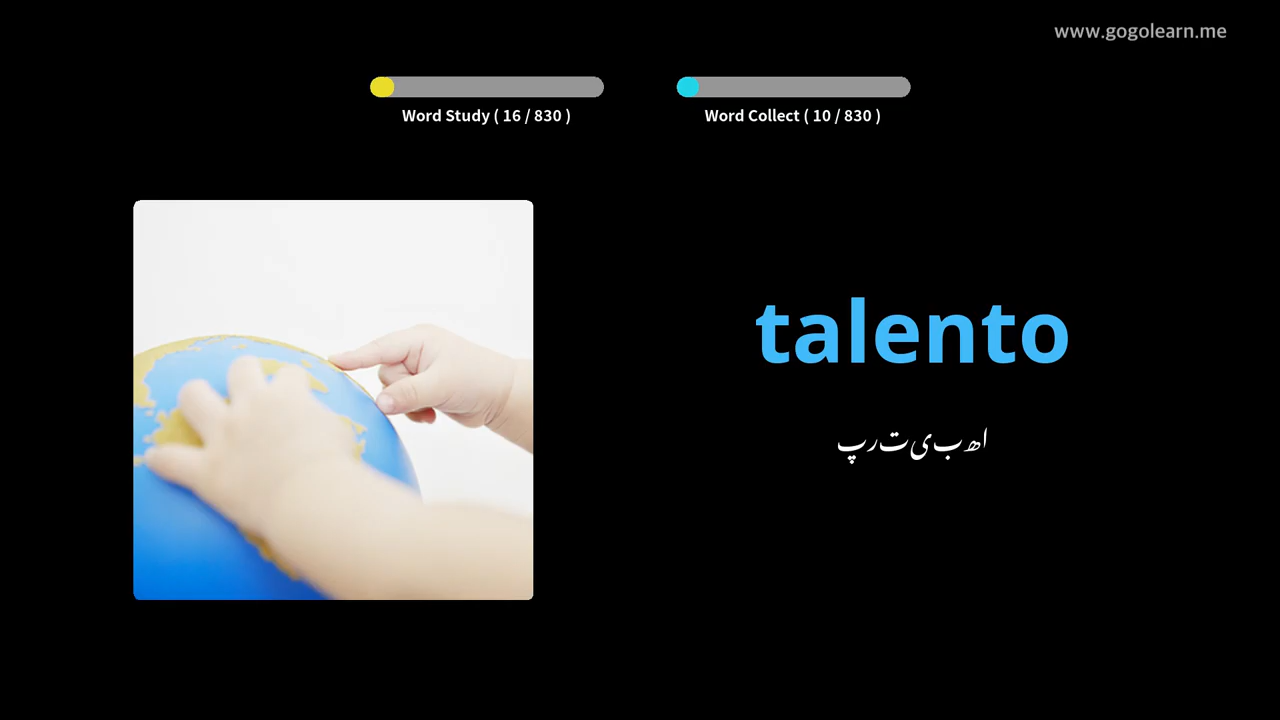 www.gogolearn.me
Word Study ( 16 / 830 )
Word Collect ( 10 / 830 )
talento
پرتیبھا